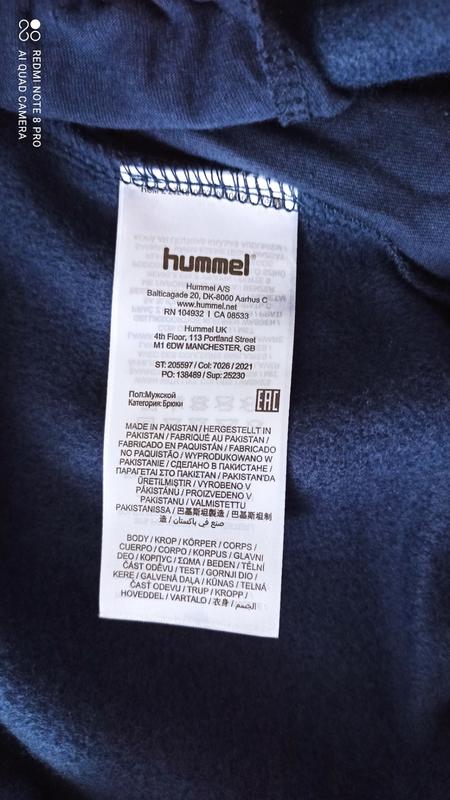 REDMI NOTE 8 PRO
AI QUAD CAMERA
hummel
Hummel A/S
Balticagade 20, DK-8000 Aarhus C
www.hummel.net
RN 104932 I CA 08533
Hummel UK
4th Floor, 113 Portland Street
M1 6DW MANCHESTER, GB
ST: 205597 / Col: 7026 / 2021
PO: 138489 / Sup: 25230
Пол:Мужской
Категория:Брюки
EAC
MADE IN PAKISTAN / HERGESTELLT IN
PAKISTAN / FABRIQUÉ AU PAKISTAN /
FABRICADO EN PAQUISTÁN / FABRICADO
NO PAQUISTÃO / WYPRODUKOWANO W
PAKISTANIE / СДЕЛАНО В ПАКИСТАНЕ /
ΠΑΡΑΓΕΤΑΙ ΣΤΟ ΠΑΚΙΣΤΑΝ / PAKISTAN'DA
ÜRETİLMİŞTİR / VYROBENO V
PÁKISTÁNU / PROIZVEDENO V
PAKISTANU / VALMISTETTU
PAKISTANISSA / 巴基斯坦製造 / 巴基斯坦制
造 / صنع في باكستان
BODY / KROP / KÖRPER / CORPS /
CUERPO / CORPO / KORPUS / GLAVNI
DEO / КОРПУС / ΣΩΜΑ / BEDEN / TĚLNÍ
ČÁST ODĚVU / TEST / GORNJI DIO /
KERE / GALVENĀ DAĻA / KŪNAS / TELNÁ
ČASŤ ODEVU / TRUP / KROPP /
HOVEDDEL / VARTALO / 衣身 / الجسم